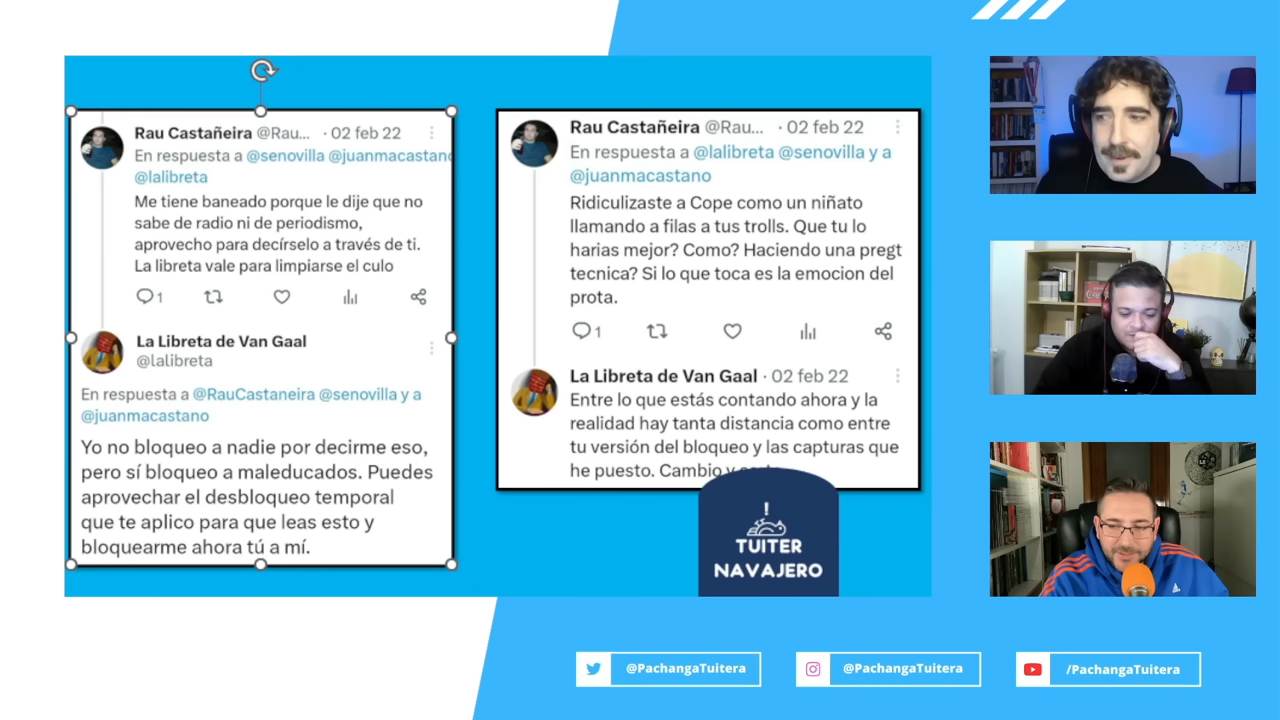 Rau Castañeira @Rau... · 02 feb 22
En respuesta a @senovilla @juanmacastano
@lalibreta
Me tiene baneado porque le dije que no
sabe de radio ni de periodismo,
aprovecho para decírselo a través de ti.
La libreta vale para limpiarse el culo
1
La Libreta de Van Gaal
@lalibreta
En respuesta a @RauCastaneira @senovilla y a
@juanmacastano
Yo no bloqueo a nadie por decirme eso,
pero sí bloqueo a maleducados. Puedes
aprovechar el desbloqueo temporal
que te aplico para que leas esto y
bloquearme ahora tú a mí.
Rau Castañeira @Rau... · 02 feb 22
En respuesta a @lalibreta @senovilla y a
@juanmacastano
Ridiculizaste a Cope como un niñato
llamando a filas a tus trolls. Que tu lo
harias mejor? Como? Haciendo una pregt
tecnica? Si lo que toca es la emocion del
prota.
1
La Libreta de Van Gaal · 02 feb 22
Entre lo que estás contando ahora y la
realidad hay tanta distancia como entre
tu versión del bloqueo y las capturas que
he puesto. Cambio y
!
TUITER
NAVAJERO
@PachangaTuitera
@PachangaTuitera
/PachangaTuitera